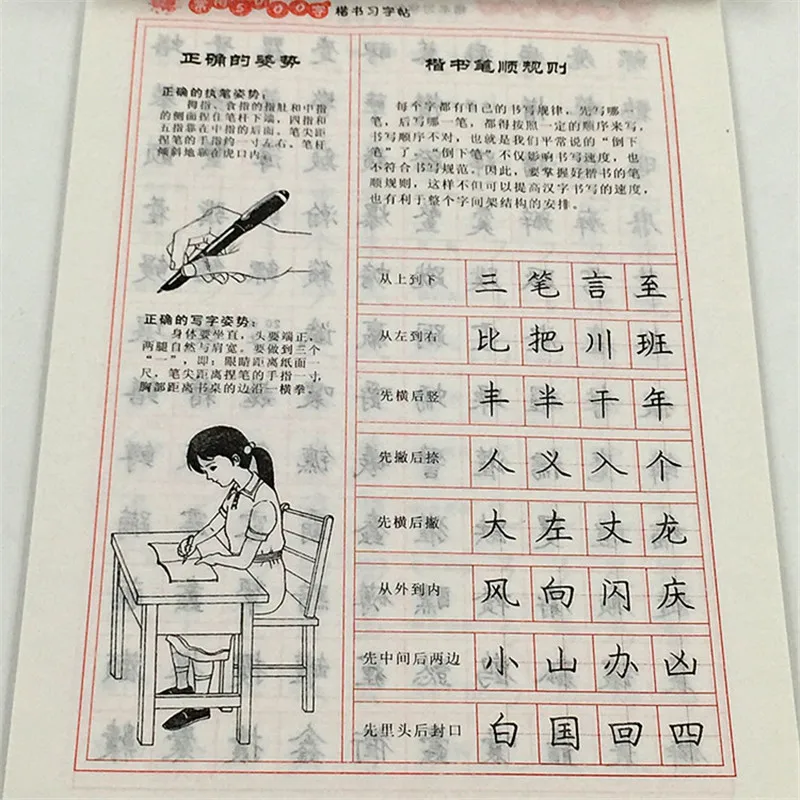 楷书习字帖
正确的姿势
正确的执笔姿势：
拇指、食指的指肚和中指
的侧面捏住笔杆下端，四指和
五指靠在中指的后面，笔尖距
捏笔的手指约一寸左右，笔杆
倾斜地靠在虎口内。
正确的写字姿势：
身体要坐直，头要端正，
两腿自然与肩宽。要做到三个
“一”，即：眼睛距离纸面一
尺，笔尖距离捏笔的手指一寸，
胸部距离书桌的边沿一横拳。
楷书笔顺规则
每个字都有自己的书写规律，先写哪一
笔，后写哪一笔，都得按照一定的顺序来写，
书写顺序不对，也就是我们平常说的“倒下
笔”了。“倒下笔”不仅影响书写速度，也
不符合书写规范。因此，要掌握好楷书的笔
顺规则，这样不但可以提高汉字书写的速度，
也有利于整个字间架结构的安排。
从上到下 三 笔 言 至
从左到右 比 把 川 班
先横后竖 丰 半 干 年
先撇后捺 人 义 入 个
先横后撇 大 左 丈 龙
从外到内 风 向 闪 庆
先中间后两边 小 山 办 凶
先里头后封口 白 国 回 四